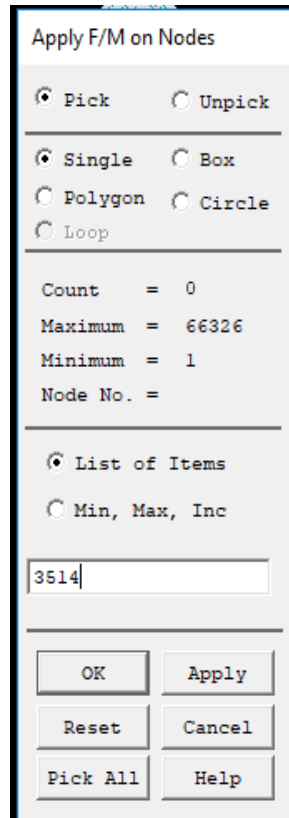 Apply F/M on Nodes
Pick Unpick
Single Box
Polygon Circle
Loop
Count = 0
Maximum = 66326
Minimum = 1
Node No. =
List of Items
Min, Max, Inc
3514
OK Apply
Reset Cancel
Pick All Help